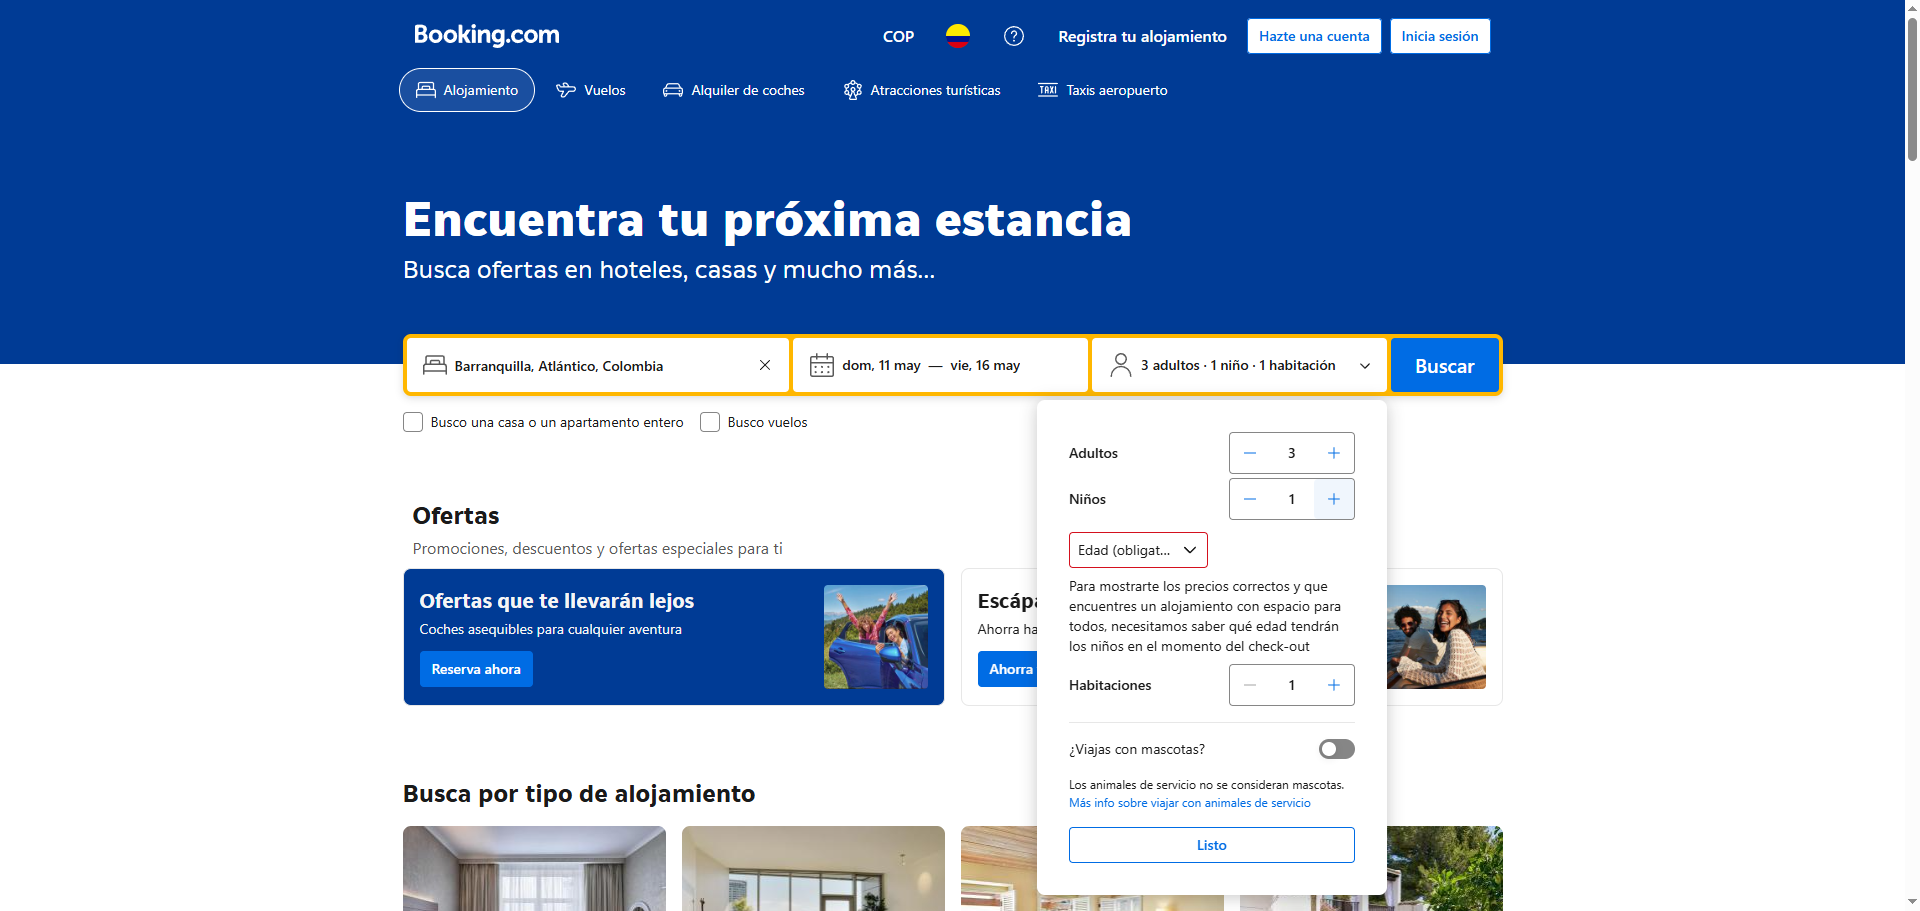 Booking.com
COP
Registra tu alojamiento
Hazte una cuenta
Inicia sesión
Alojamiento
Vuelos
Alquiler de coches
Atracciones turísticas
TAXI
Taxis aeropuerto
Encuentra tu próxima estancia
Busca ofertas en hoteles, casas y mucho más...
Barranquilla, Atlántico, Colombia
dom, 11 may — vie, 16 may
3 adultos · 1 niño · 1 habitación
Buscar
Busco una casa o un apartamento entero
Busco vuelos
Adultos
3
Niños
1
Edad (obligat...
Para mostrarte los precios correctos y que
encuentres un alojamiento con espacio para
todos, necesitamos saber qué edad tendrán
los niños en el momento del check-out
Habitaciones
1
¿Viajas con mascotas?
Los animales de servicio no se consideran mascotas.
Más info sobre viajar con animales de servicio
Listo
Ofertas
Promociones, descuentos y ofertas especiales para ti
Ofertas que te llevarán lejos
Coches asequibles para cualquier aventura
Reserva ahora
Escápa
Ahorra ha
Ahorra
Busca por tipo de alojamiento